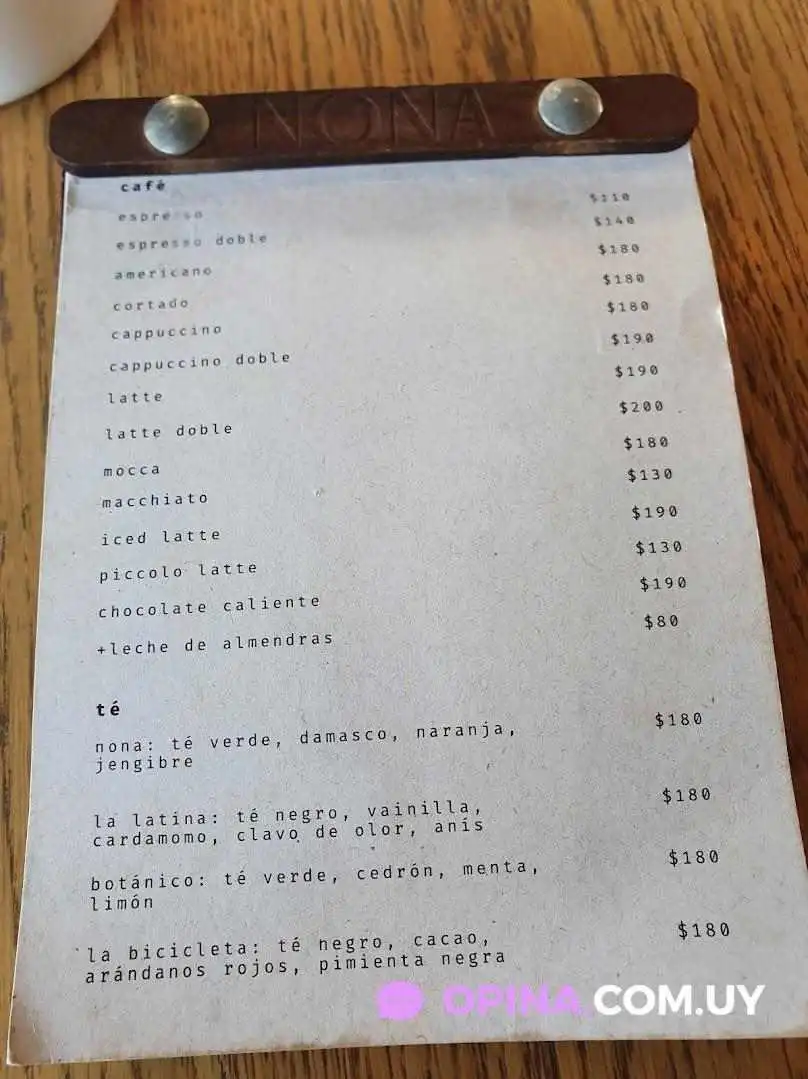 NONA
café
espresso $110
espresso doble $140
americano $180
cortado $180
cappuccino $180
cappuccino doble $190
latte $190
latte doble $200
mocca $180
macchiato $130
iced latte $190
piccolo latte $130
chocolate caliente $190
+leche de almendras $80
té
nona: té verde, damasco, naranja, $180
jengibre
la latina: té negro, vainilla, $180
cardamomo, clavo de olor, anís
botánico: té verde, cedrón, menta, $180
limón
la bicicleta: té negro, cacao, $180
arándanos rojos, pimienta negra
OPINA.COM.UY